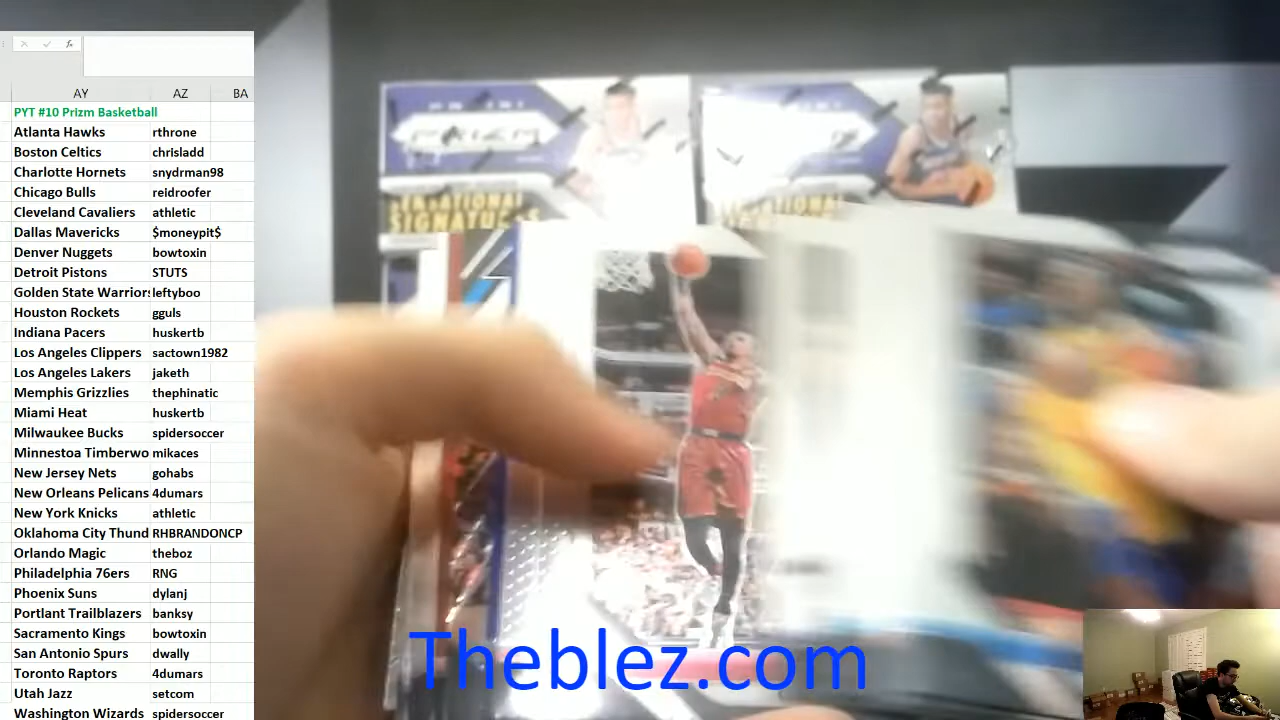 AY AZ BA
PYT #10 Prizm Basketball
Atlanta Hawks rthrone
Boston Celtics chrisladd
Charlotte Hornets snydrman98
Chicago Bulls reidroofer
Cleveland Cavaliers athletic
Dallas Mavericks $moneypit$
Denver Nuggets bowtoxin
Detroit Pistons STUTS
Golden State Warriors leftyboo
Houston Rockets gguls
Indiana Pacers huskertb
Los Angeles Clippers sactown1982
Los Angeles Lakers jaketh
Memphis Grizzlies thephinatic
Miami Heat huskertb
Milwaukee Bucks spidersoccer
Minnestoa Timberwo mikaces
New Jersey Nets gohabs
New Orleans Pelicans 4dumars
New York Knicks athletic
Oklahoma City Thund RHBRANDONCP
Orlando Magic theboz
Philadelphia 76ers RNG
Phoenix Suns dylanj
Portlant Trailblazers banksy
Sacramento Kings bowtoxin
San Antonio Spurs dwally
Toronto Raptors 4dumars
Utah Jazz setcom
Washington Wizards spidersoccer
PRIZM
SENSATIONAL
SIGNATURES
Theblez.com